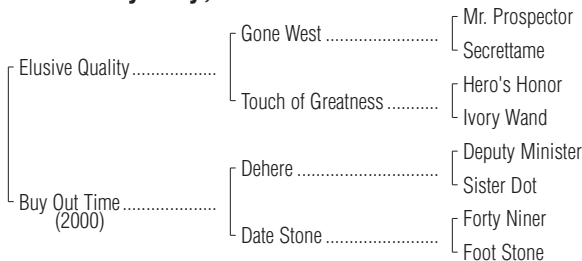 Mr. Prospector
Gone West ......................
Secrettame
Elusive Quality.................
Hero's Honor
Touch of Greatness ...........
Ivory Wand
Deputy Minister
Dehere ...........................
Sister Dot
Buy Out Time...................
(2000)
Forty Niner
Date Stone ......................
Foot Stone